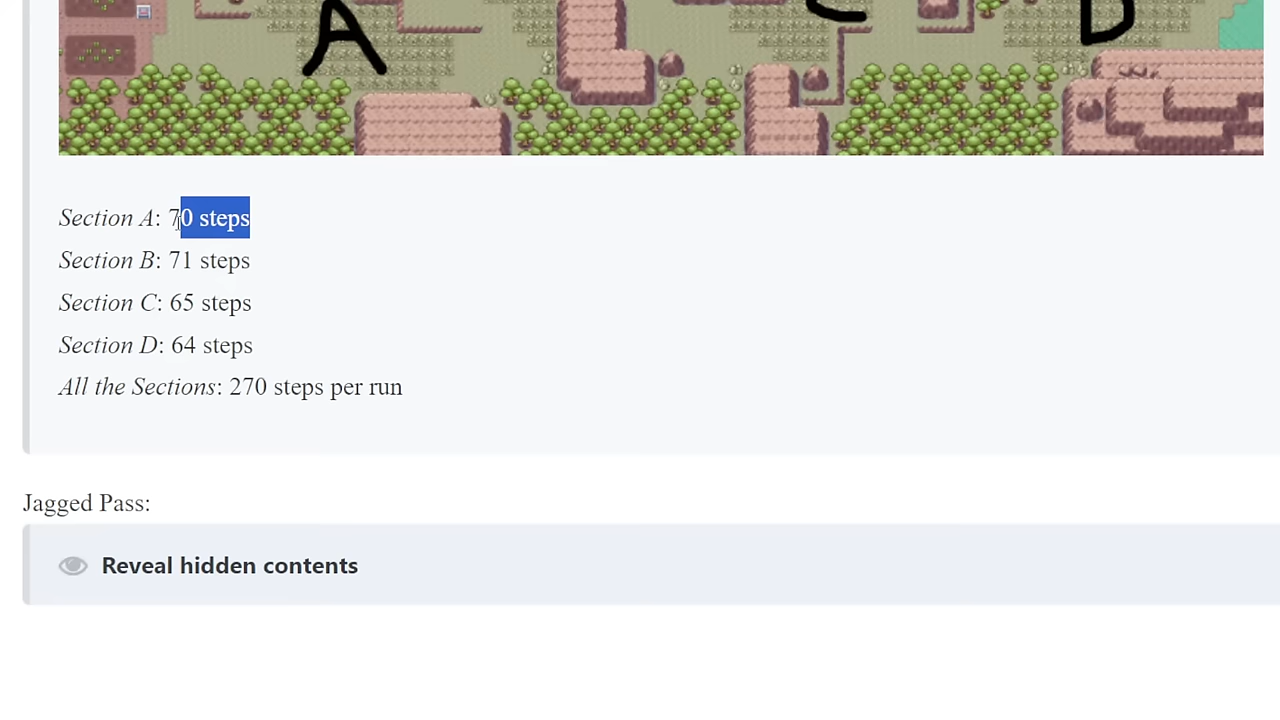 A
D
Section A: 70 steps
Section B: 71 steps
Section C: 65 steps
Section D: 64 steps
All the Sections: 270 steps per run
Jagged Pass:
Reveal hidden contents